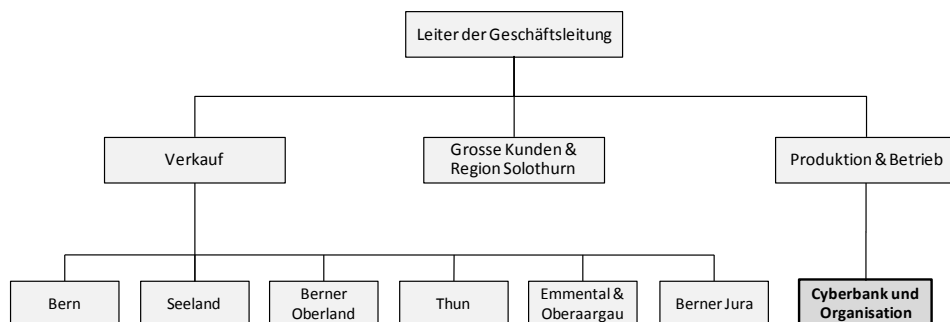 Leiter der Geschäftsleitung
Verkauf
Grosse Kunden &
Region Solothurn
Produktion & Betrieb
Bern
Seeland
Berner
Oberland
Thun
Emmental &
Oberaargau
Berner Jura
Cyberbank und
Organisation